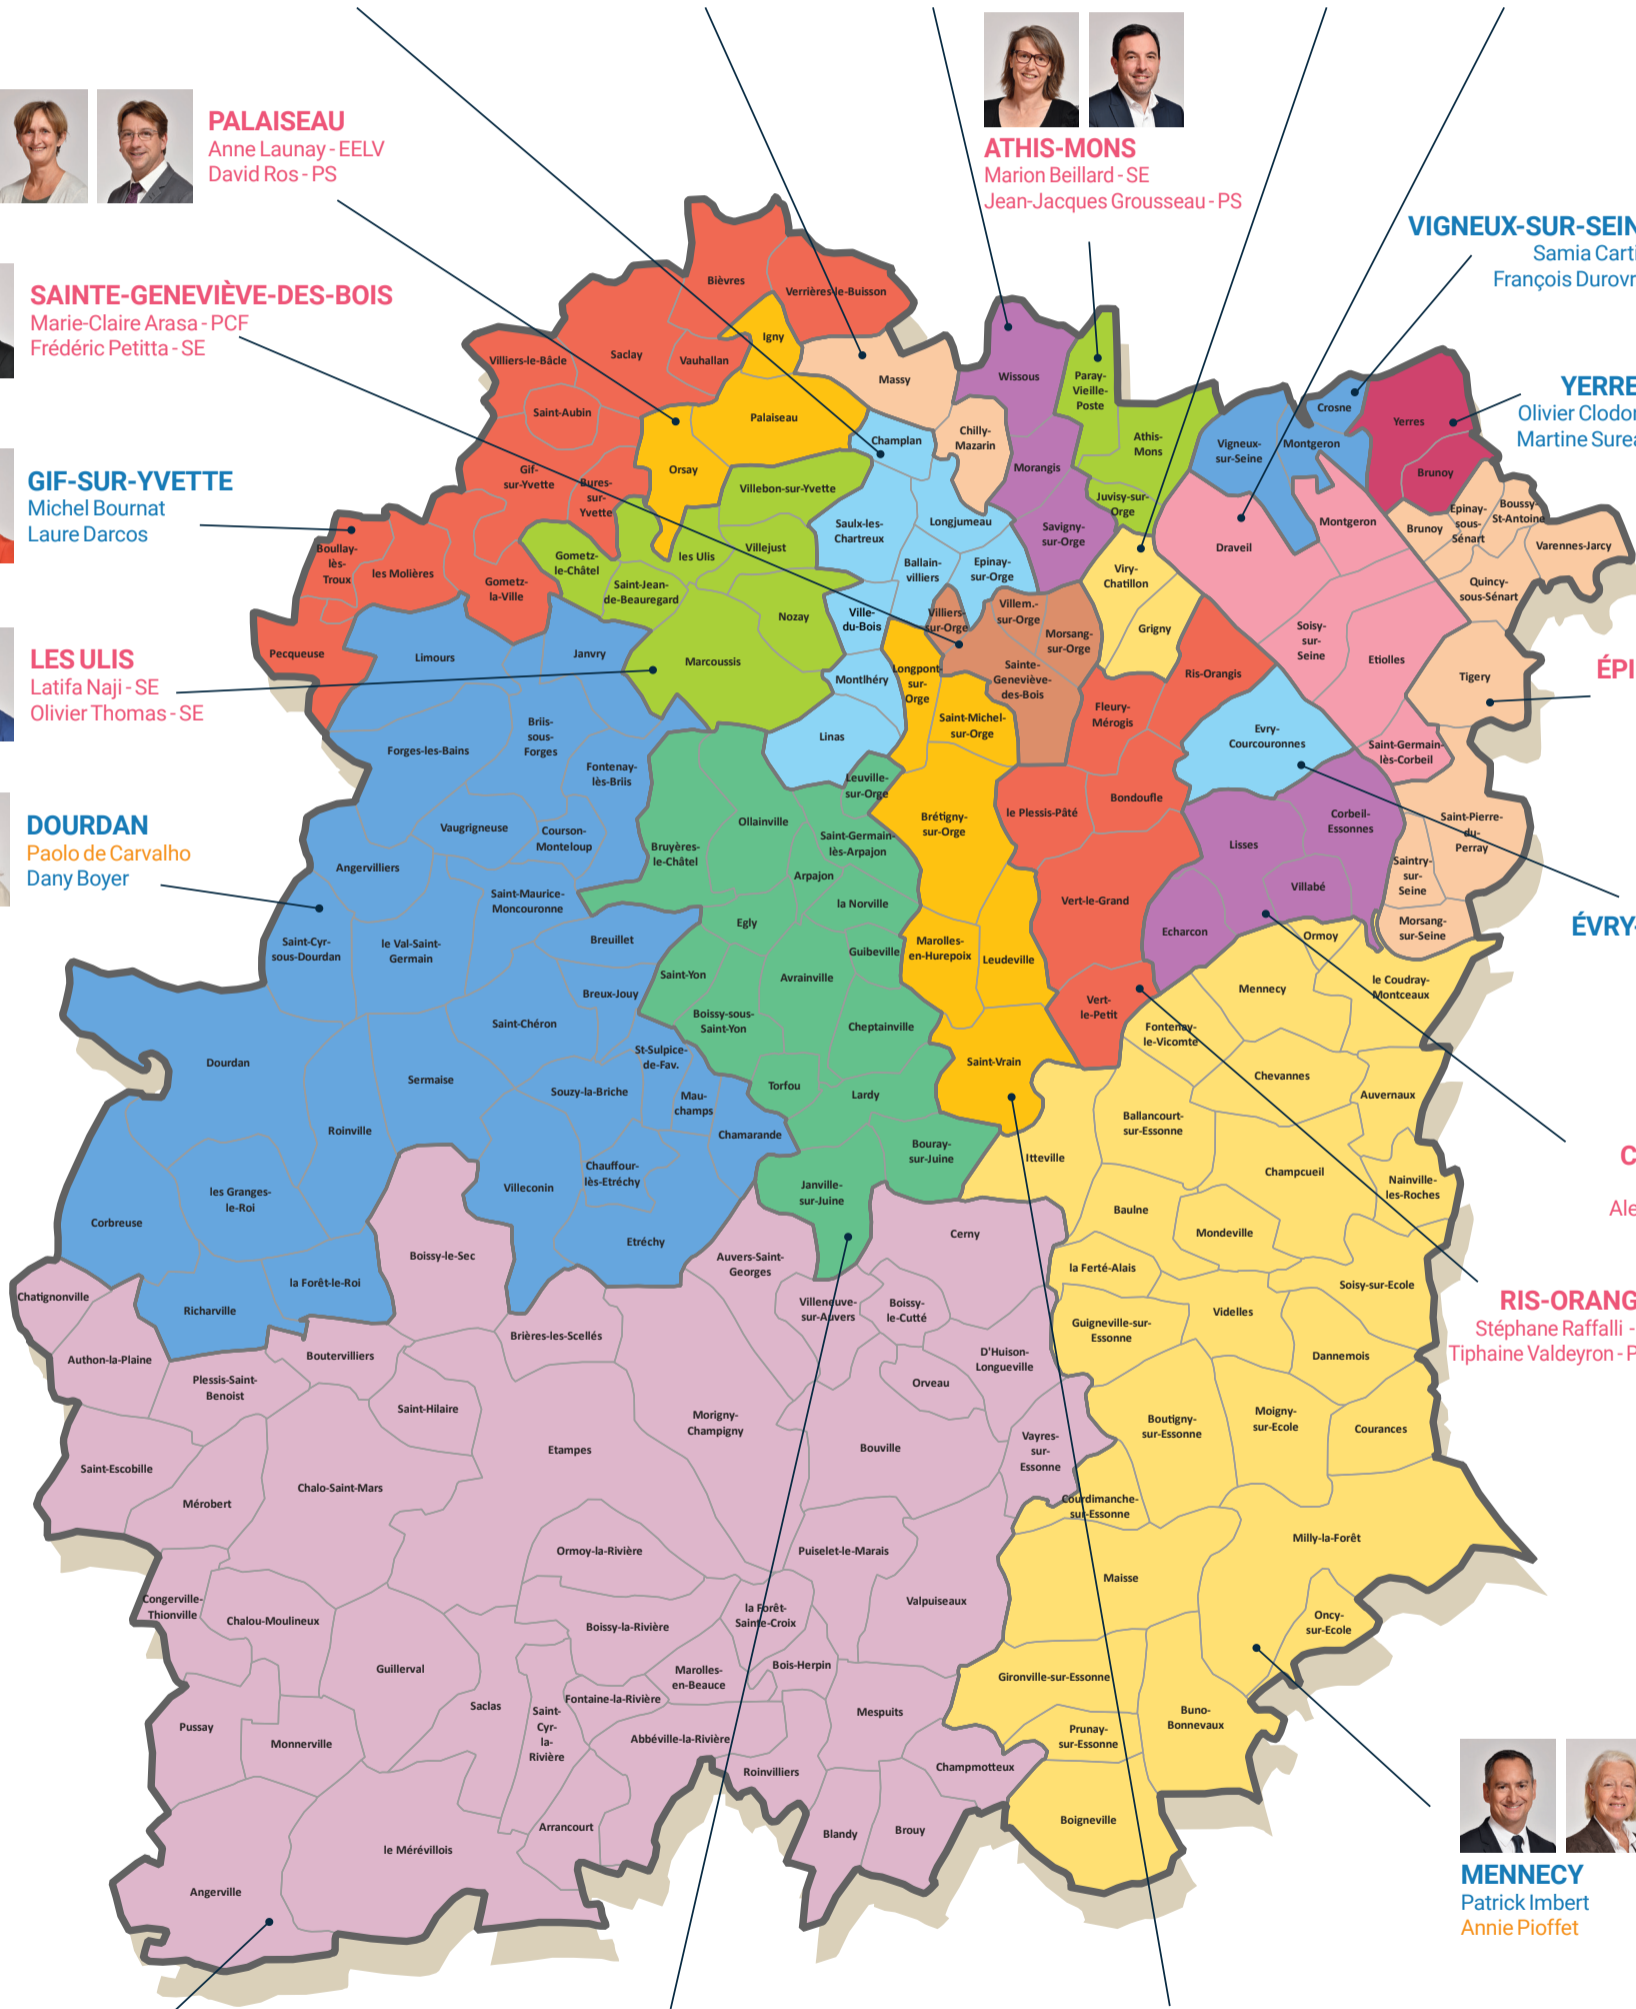 PALAISEAU
Anne Launay - EELV
David Ros - PS
ATHIS-MONS
Marion Beillard - SE
Jean-Jacques Grousseau - PS
VIGNEUX-SUR-SEIN
Samia Carti
François Durovr
SAINTE-GENEVIÈVE-DES-BOIS
Marie-Claire Arasa - PCF
Frédéric Petitta - SE
YERRE
Olivier Clodon
Martine Surea
GIF-SUR-YVETTE
Michel Bournat
Laure Darcos
LES ULIS
Latifa Naji - SE
Olivier Thomas - SE
ÉPI
DOURDAN
Paolo de Carvalho
Dany Boyer
ÉVRY-
C
Ale
RIS-ORANG
Stéphane Raffalli -
Tiphaine Valdeyron - P
MENNECY
Patrick Imbert
Annie Pioffet
Bièvres
Verrières-le-Buisson
Igny
Villiers-le-Bâcle
Saclay
Vauhallan
Massy
Wissous
Paray-
Vieille-
Poste
Saint-Aubin
Palaiseau
Champlan
Chilly-
Mazarin
Athis-
Mons
Vigneux-
sur-Seine
Crosne
Montgeron
Yerres
Brunoy
Gif-
sur-Yvette
Bures-
sur-
Yvette
Orsay
Villebon-sur-Yvette
Morangis
Juvisy-sur-
Orge
Saulx-les-
Chartreux
Longjumeau
Savigny-
sur-Orge
Draveil
Montgeron
Brunoy
Epinay-
sous-
Sénart
Boussy-
St-Antoine
Varennes-Jarcy
Quincy-
sous-Sénart
Boullay-
lès-
Troux
les Molières
Gometz-
la-Ville
Gometz-
le-Châtel
les Ulis
Villejust
Saint-Jean-
de-Beauregard
Nozay
Ballain-
villiers
Epinay-
sur-Orge
Viry-
Chatillon
Grigny
Ville-
du-Bois
Villiers-
sur-Orge
Villem.-
sur-Orge
Morsang-
sur-Orge
Soisy-
sur-
Seine
Etiolles
Tigery
Pecqueuse
Limours
Janvry
Marcoussis
Montlhéry
Longpont-
sur-
Orge
Sainte-
Geneviève-
des-Bois
Ris-Orangis
Fleury-
Mérogis
Saint-Michel-
sur-Orge
Linas
Evry-
Courcouronnes
Saint-Germain-
lès-Corbeil
Forges-les-Bains
Briis-
sous-
Forges
Fontenay-
lès-Briis
Leuville-
sur-Orge
Ollainville
Brétigny-
sur-Orge
le Plessis-Pâté
Bondoufle
Corbeil-
Essonnes
Saint-Pierre-
du-
Perray
Vaugrigneuse
Courson-
Monteloup
Bruyères-
le-Châtel
Saint-Germain-
lès-Arpajon
Arpajon
Lisses
Villabé
Saintry-
sur-
Seine
Angervilliers
Saint-Maurice-
Moncouronne
la Norville
Vert-le-Grand
Egly
Echarcon
Ormoy
Morsang-
sur-Seine
Saint-Cyr-
sous-Dourdan
le Val-Saint-
Germain
Breuillet
Guibeville
Marolles-
en-Hurepoix
Leudeville
Saint-Yon
Avrainville
Mennecy
le Coudray-
Montceaux
Breux-Jouy
Saint-Chéron
Boissy-sous-
Saint-Yon
Cheptainville
Vert-
le-Petit
Fontenay-
le-Vicomte
Dourdan
St-Sulpice-
de-Fav.
Saint-Vrain
Sermaise
Souzy-la-Briche
Mau-
champs
Torfou
Lardy
Chevannes
Auvernaux
Roinville
Chamarande
Ballancourt-
sur-Essonne
Bouray-
sur-Juine
Itteville
Champcueil
Nainville-
les-Roches
Corbreuse
les Granges-
le-Roi
Villeconin
Chauffour-
lès-Etréchy
Janville-
sur-Juine
Baulne
Mondeville
Etréchy
Boissy-le-Sec
Auvers-Saint-
Georges
Cerny
la Ferté-Alais
Soisy-sur-Ecole
Chatignonville
Richarville
la Forêt-le-Roi
Villeneuve-
sur-Auvers
Boissy-
le-Cutté
Guigneville-sur-
Essonne
Videlles
Authon-la-Plaine
Boutervilliers
Brières-les-Scellés
D'Huison-
Longueville
Dannemois
Plessis-Saint-
Benoist
Saint-Hilaire
Orveau
Morigny-
Champigny
Boutigny-
sur-Essonne
Moigny-
sur-Ecole
Courances
Saint-Escobille
Etampes
Bouville
Vayres-
sur-
Essonne
Mérobert
Chalo-Saint-Mars
Courdimanche-
sur-Essonne
Milly-la-Forêt
Ormoy-la-Rivière
Puiselet-le-Marais
Maisse
Congerville-
Thionville
Chalou-Moulineux
Valpuiseaux
la Forêt-
Sainte-Croix
Boissy-la-Rivière
Oncy-
sur-Ecole
Guillerval
Marolles-
en-Beauce
Bois-Herpin
Gironville-sur-Essonne
Saclas
Fontaine-la-Rivière
Saint-
Cyr-
la-
Rivière
Mespuits
Pussay
Monnerville
Abbéville-la-Rivière
Prunay-
sur-Essonne
Buno-
Bonnevaux
Roinvilliers
Champmotteux
Boigneville
Arrancourt
Blandy
Brouy
le Mérévillois
Angerville